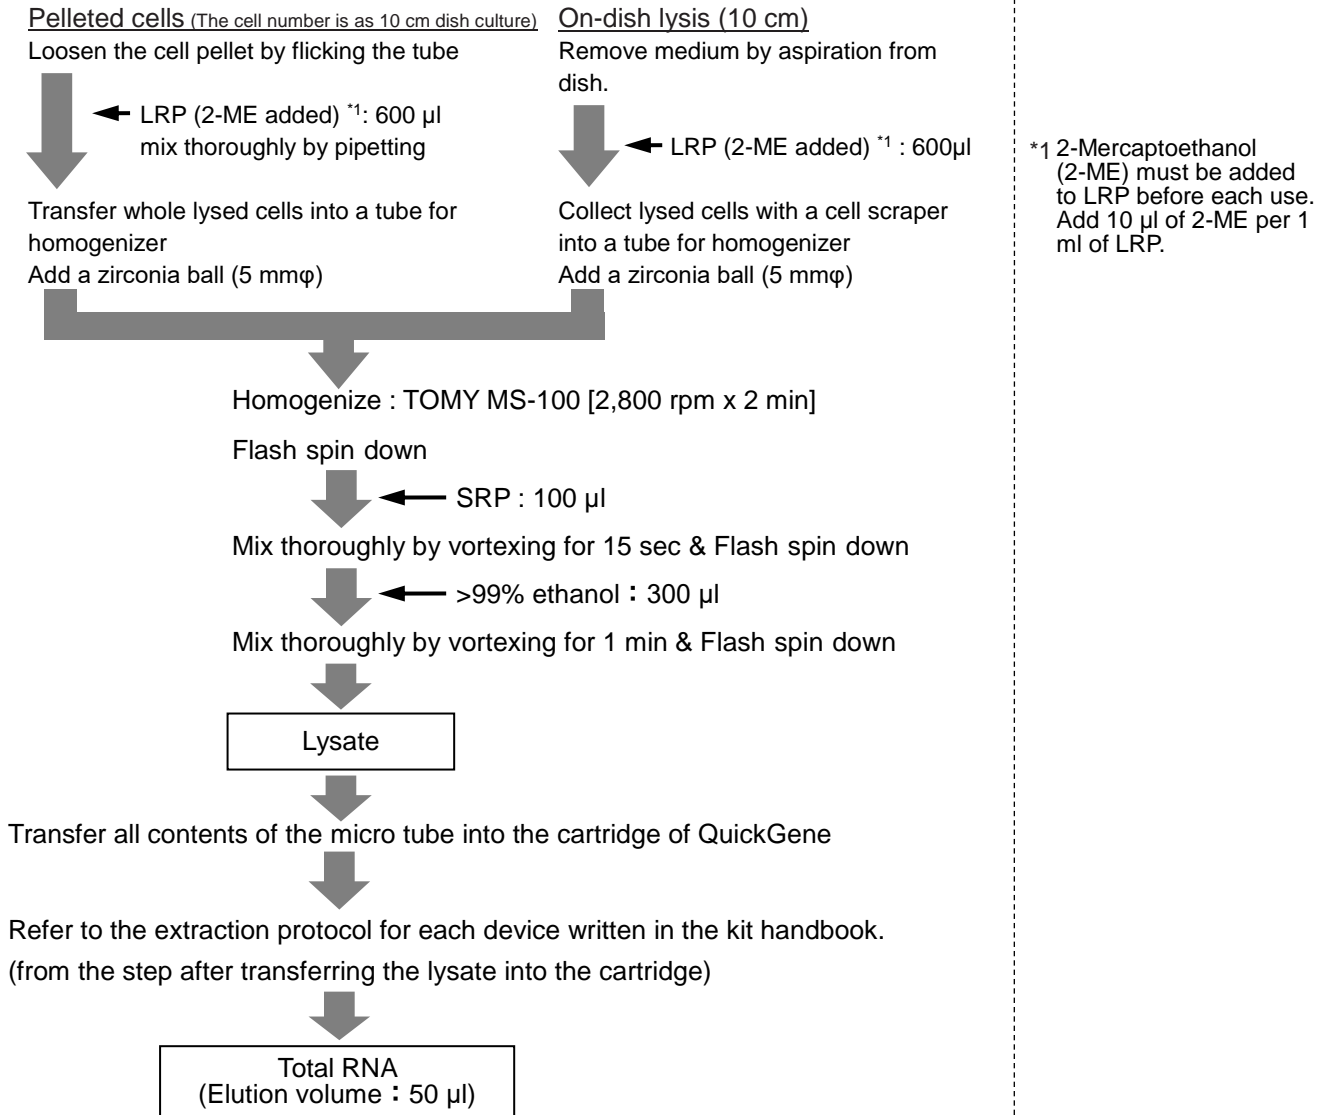 Pelleted cells (The cell number is as 10 cm dish culture)
Loosen the cell pellet by flicking the tube
LRP (2-ME added) *1: 600 µl
mix thoroughly by pipetting
Transfer whole lysed cells into a tube for
homogenizer
Add a zirconia ball (5 mmφ)
On-dish lysis (10 cm)
Remove medium by aspiration from
dish.
LRP (2-ME added) *1 : 600µl
Collect lysed cells with a cell scraper
into a tube for homogenizer
Add a zirconia ball (5 mmφ)
*1 2-Mercaptoethanol
(2-ME) must be added
to LRP before each use.
Add 10 µl of 2-ME per 1
ml of LRP.
Homogenize : TOMY MS-100 [2,800 rpm x 2 min]
Flash spin down
SRP : 100 µl
Mix thoroughly by vortexing for 15 sec & Flash spin down
>99% ethanol：300 µl
Mix thoroughly by vortexing for 1 min & Flash spin down
Lysate
Transfer all contents of the micro tube into the cartridge of QuickGene
Refer to the extraction protocol for each device written in the kit handbook.
(from the step after transferring the lysate into the cartridge)
Total RNA
(Elution volume：50 µl)